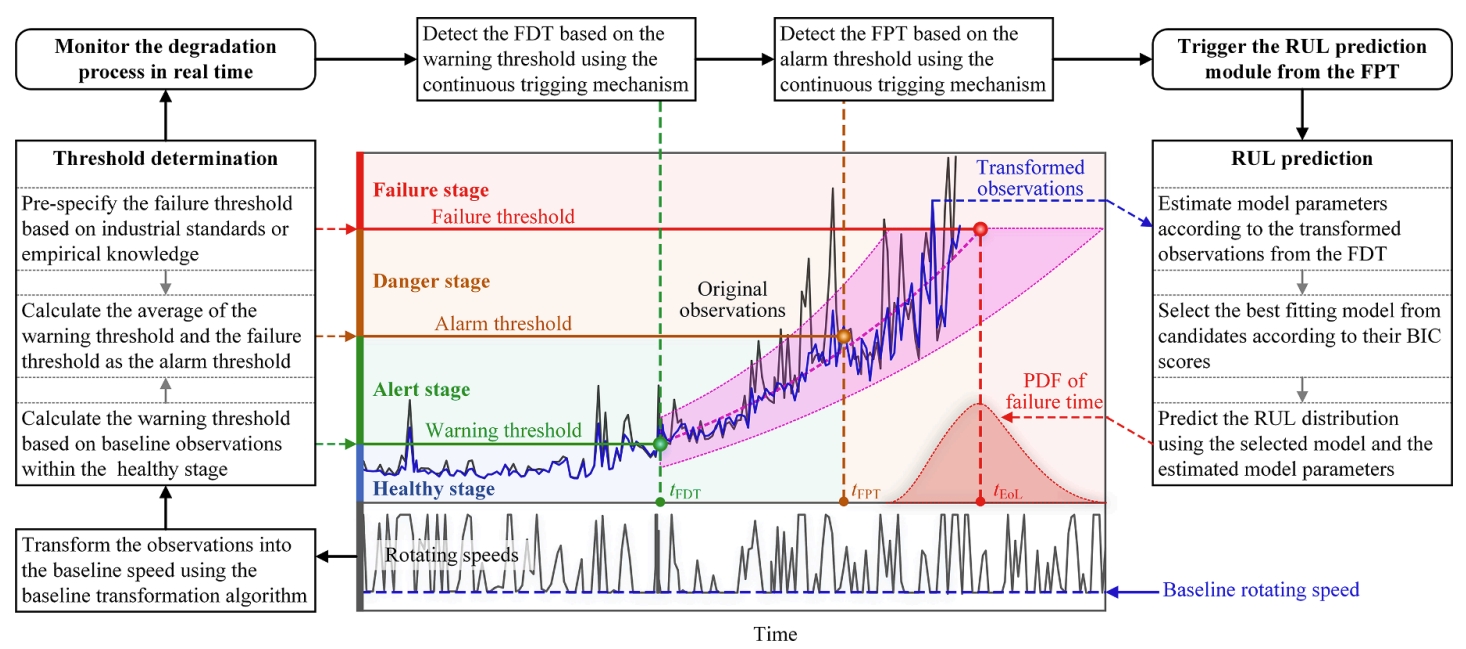 Monitor the degradation
process in real time
Detect the FDT based on the
warning threshold using the
continuous trigging mechanism
Detect the FPT based on the
alarm threshold using the
continuous trigging mechanism
Trigger the RUL prediction
module from the FPT
Threshold determination
Pre-specify the failure threshold
based on industrial standards or
empirical knowledge
Calculate the average of the
warning threshold and the failure
threshold as the alarm threshold
Calculate the warning threshold
based on baseline observations
within the healthy stage
Transform the observations into
the baseline speed using the
baseline transformation algorithm
Failure stage
Failure threshold
Transformed
observations
Danger stage
Original
observations
Alarm threshold
Alert stage
PDF of
failure time
Warning threshold
Healthy stage
tFDT
tFPT
tEoL
Rotating speeds
Baseline rotating speed
Time
RUL prediction
Estimate model parameters
according to the transformed
observations from the FDT
Select the best fitting model from
candidates according to their BIC
scores
Predict the RUL distribution
using the selected model and the
estimated model parameters